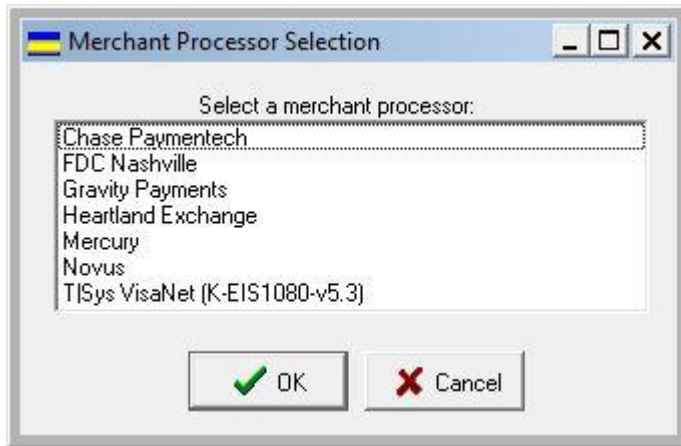 Merchant Processor Selection
Select a merchant processor:
Chase Paymentech
FDC Nashville
Gravity Payments
Heartland Exchange
Mercury
Novus
T|Sys VisaNet (K-EIS1080-v5.3)
OK
Cancel